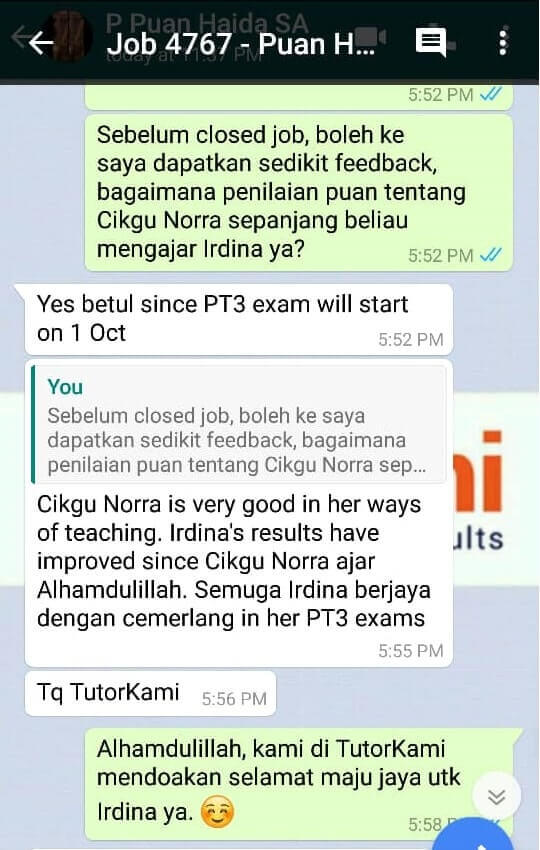 P Puan Haida SA
Job 4767 - Puan H...
today at 11:37 PM
5:52 PM
Sebelum closed job, boleh ke
saya dapatkan sedikit feedback,
bagaimana penilaian puan tentang
Cikgu Norra sepanjang beliau
mengajar Irdina ya?
5:52 PM
Yes betul since PT3 exam will start
on 1 Oct
5:52 PM
You
Sebelum closed job, boleh ke saya
dapatkan sedikit feedback, bagaimana
penilaian puan tentang Cikgu Norra sep...
Cikgu Norra is very good in her ways
of teaching. Irdina's results have
improved since Cikgu Norra ajar
Alhamdulillah. Semuga Irdina berjaya
dengan cemerlang in her PT3 exams
5:55 PM
Tq TutorKami
5:56 PM
Alhamdulillah, kami di TutorKami
mendoakan selamat maju jaya utk
Irdina ya. 😊
5:58